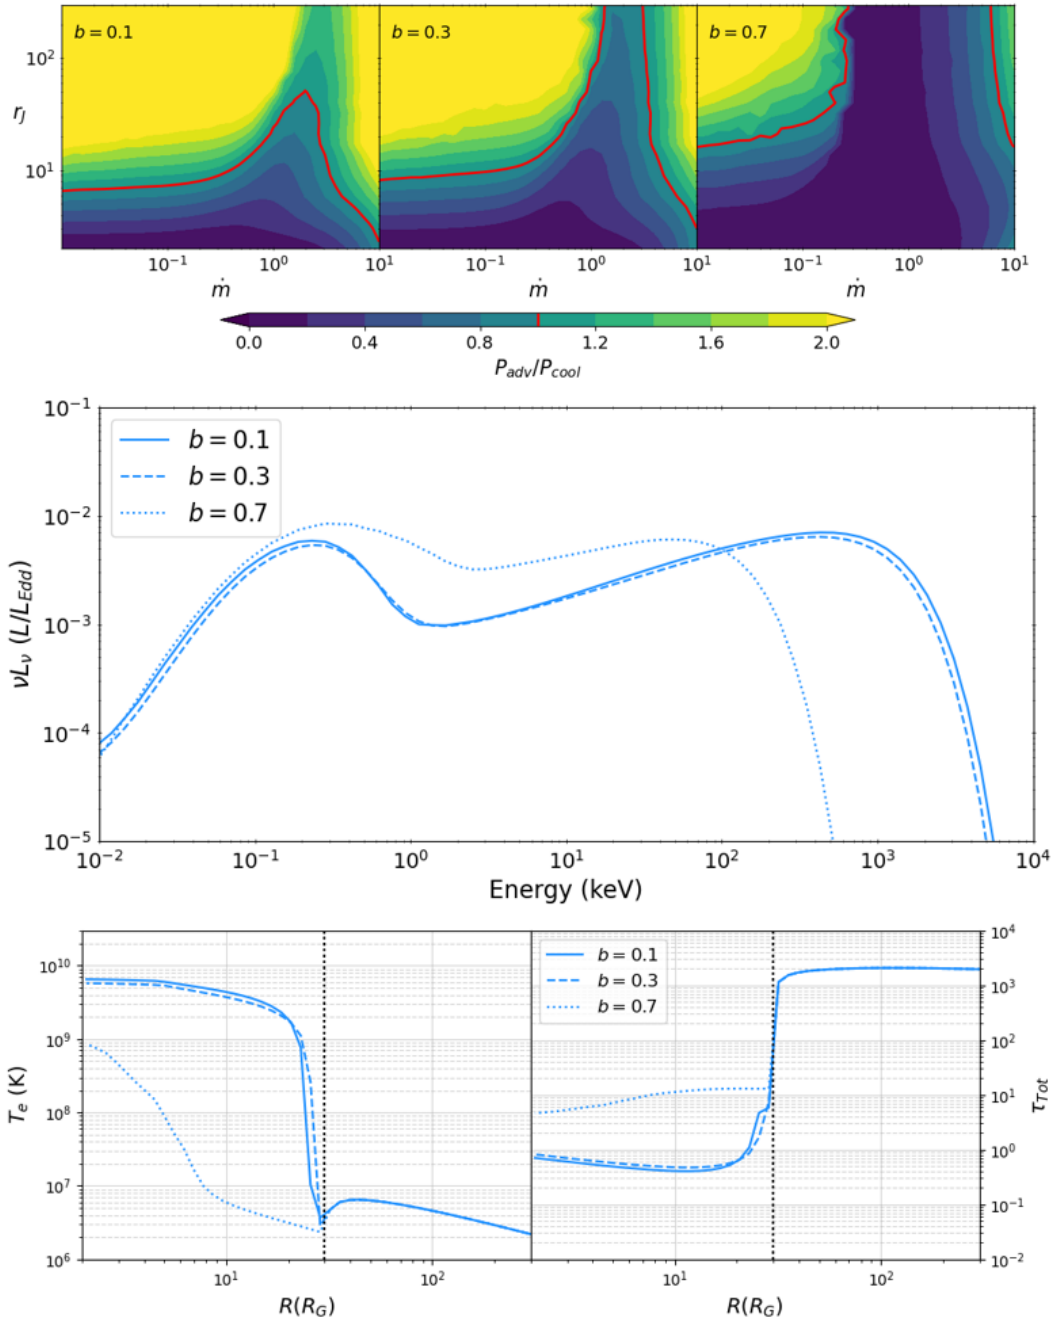 b = 0.1 b = 0.3 b = 0.7
10²
r_J
10¹
10⁻¹ 10⁰ 10¹ 10⁻¹ 10⁰ 10¹ 10⁻¹ 10⁰ 10¹
ṁ ṁ ṁ
0.0 0.4 0.8 1.2 1.6 2.0
P_adv/P_cool
10⁻¹
b = 0.1
b = 0.3
b = 0.7
10⁻²
νL_ν (L/L_Edd)
10⁻³
10⁻⁴
10⁻⁵
10⁻² 10⁻¹ 10⁰ 10¹ 10² 10³ 10⁴
Energy (keV)
10¹⁰
10⁹
T_e (K)
10⁸
10⁷
10⁶
10¹ 10²
R(R_G)
b = 0.1
b = 0.3
b = 0.7
10⁴
10³
10²
10¹
τ_Tot
10⁰
10⁻¹
10⁻²
10¹ 10²
R(R_G)